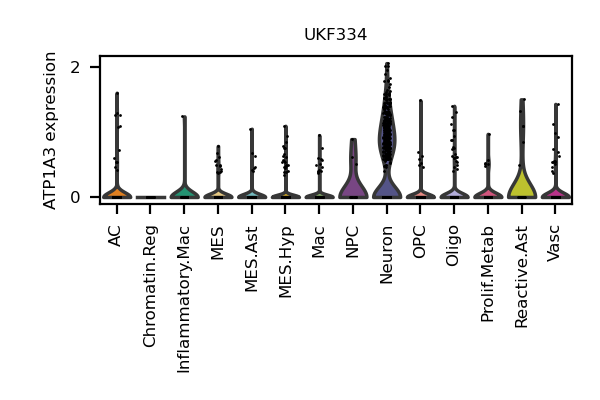 UKF334
ATP1A3 expression
2
0
AC
Chromatin.Reg
Inflammatory.Mac
MES
MES.Ast
MES.Hyp
Mac
NPC
Neuron
OPC
Oligo
Prolif.Metab
Reactive.Ast
Vasc